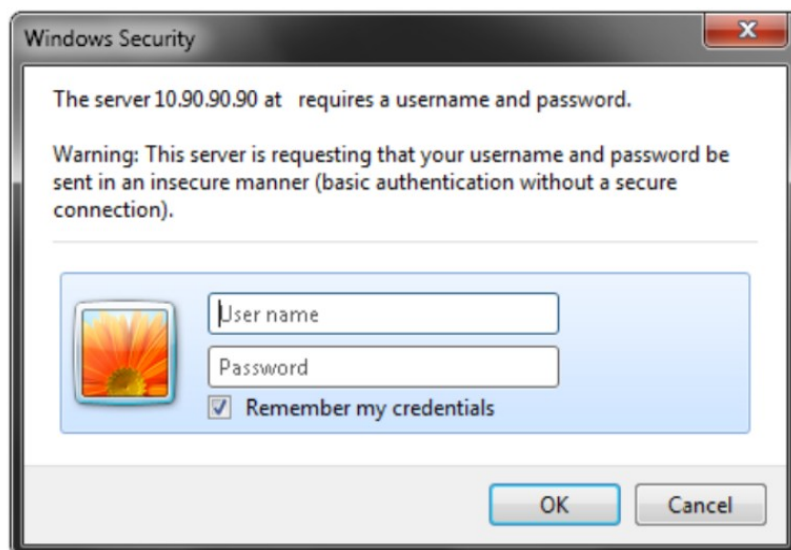 Windows Security
The server 10.90.90.90 at   requires a username and password.
Warning: This server is requesting that your username and password be
sent in an insecure manner (basic authentication without a secure
connection).
User name
Password
Remember my credentials
OK
Cancel